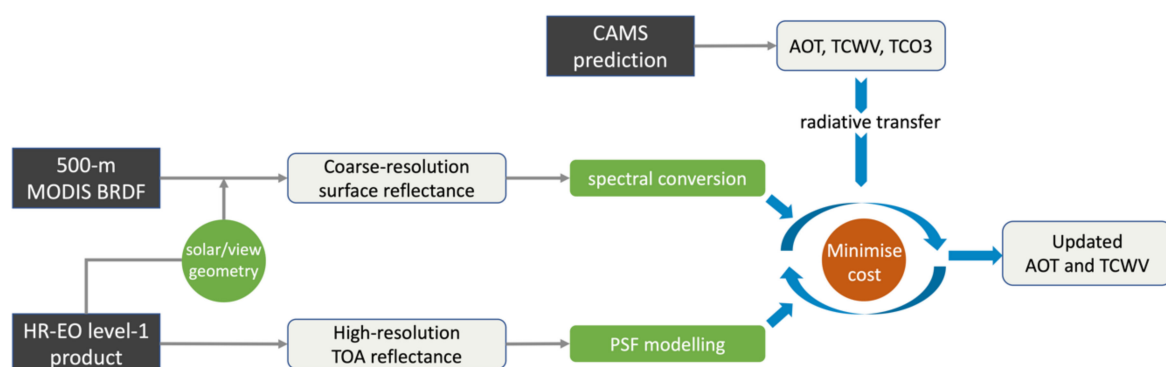 CAMS
prediction
AOT, TCWV, TCO3
radiative transfer
500-m
MODIS BRDF
Coarse-resolution
surface reflectance
spectral conversion
solar/view
geometry
Minimise
cost
Updated
AOT and TCWV
HR-EO level-1
product
High-resolution
TOA reflectance
PSF modelling